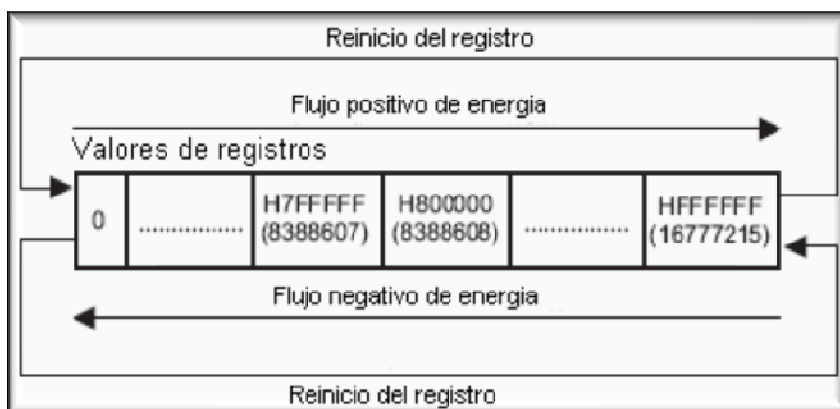 Reinicio del registro
Flujo positivo de energia
Valores de registros
0 ................ H7FFFFF H800000 ................ HFFFFFF
(8388607) (8388608) (16777215)
Flujo negativo de energia
Reinicio del registro